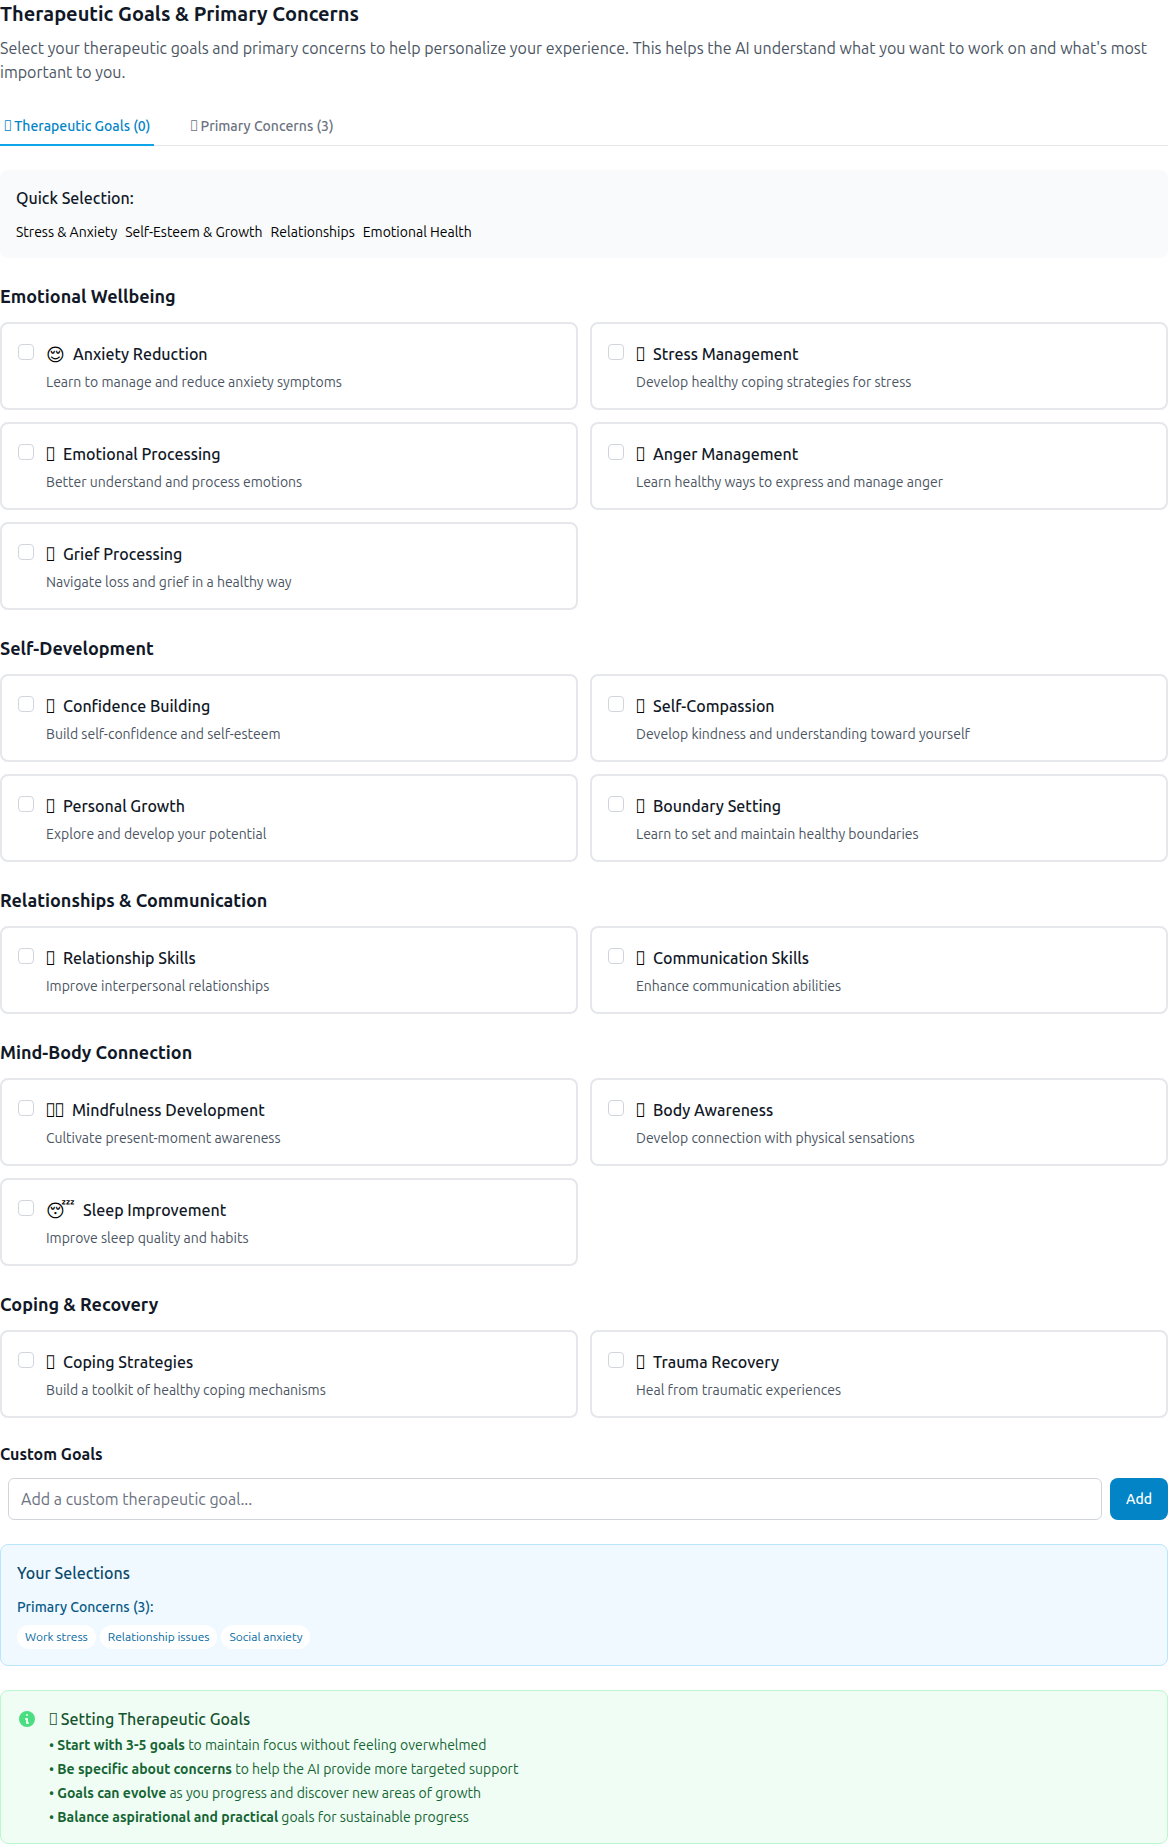 Therapeutic Goals & Primary Concerns
Select your therapeutic goals and primary concerns to help personalize your experience. This helps the AI understand what you want to work on and what's most
important to you.
Therapeutic Goals (0)
Primary Concerns (3)
Quick Selection:
Stress & Anxiety Self-Esteem & Growth Relationships Emotional Health
Emotional Wellbeing
😌 Anxiety Reduction
Learn to manage and reduce anxiety symptoms
Stress Management
Develop healthy coping strategies for stress
Emotional Processing
Better understand and process emotions
Anger Management
Learn healthy ways to express and manage anger
Grief Processing
Navigate loss and grief in a healthy way
Self-Development
Confidence Building
Build self-confidence and self-esteem
Self-Compassion
Develop kindness and understanding toward yourself
Personal Growth
Explore and develop your potential
Boundary Setting
Learn to set and maintain healthy boundaries
Relationships & Communication
Relationship Skills
Improve interpersonal relationships
Communication Skills
Enhance communication abilities
Mind-Body Connection
Mindfulness Development
Cultivate present-moment awareness
Body Awareness
Develop connection with physical sensations
😴 Sleep Improvement
Improve sleep quality and habits
Coping & Recovery
Coping Strategies
Build a toolkit of healthy coping mechanisms
Trauma Recovery
Heal from traumatic experiences
Custom Goals
Add a custom therapeutic goal...
Add
Your Selections
Primary Concerns (3):
Work stress Relationship issues Social anxiety
Setting Therapeutic Goals
• Start with 3-5 goals to maintain focus without feeling overwhelmed
• Be specific about concerns to help the AI provide more targeted support
• Goals can evolve as you progress and discover new areas of growth
• Balance aspirational and practical goals for sustainable progress